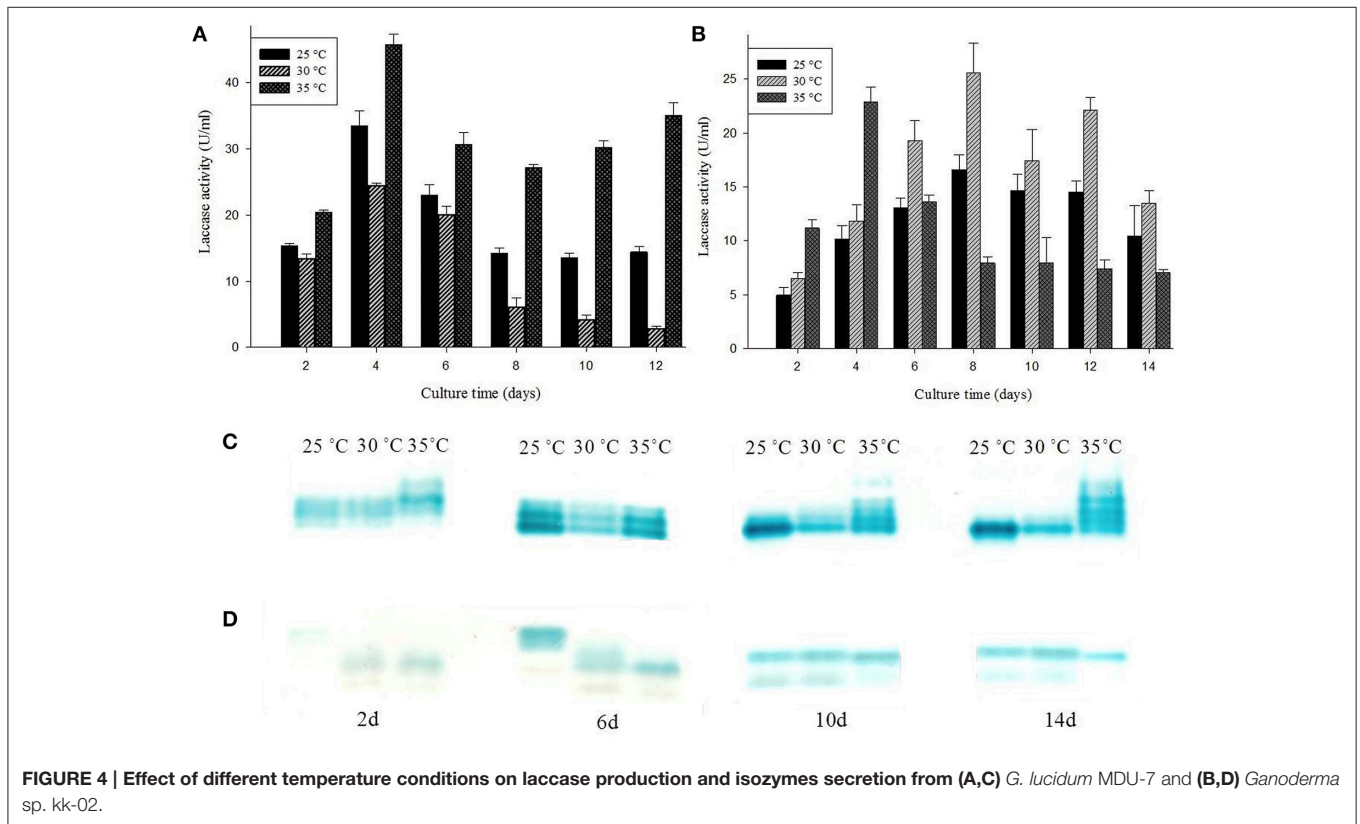 A
25 °C
30 °C
35 °C
Laccase activity (U/ml)
40
30
20
10
0
2 4 6 8 10 12
Culture time (days)
B
25 °C
30 °C
35 °C
Laccase activity (U/ml)
25
20
15
10
5
0
2 4 6 8 10 12 14
Culture time (days)
C
25 °C 30 °C 35°C
25 °C 30 °C 35°C
25 °C 30 °C 35°C
25 °C 30 °C 35°C
D
2d 6d 10d 14d
FIGURE 4 | Effect of different temperature conditions on laccase production and isozymes secretion from (A,C) G. lucidum MDU-7 and (B,D) Ganoderma
sp. kk-02.